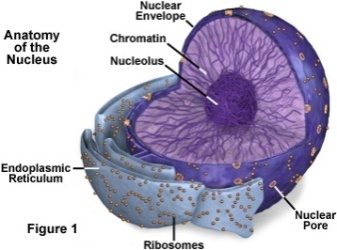 Anatomy
of the
Nucleus
Nuclear
Envelope
Chromatin
Nucleolus
Endoplasmic
Reticulum
Nuclear
Pore
Figure 1
Ribosomes